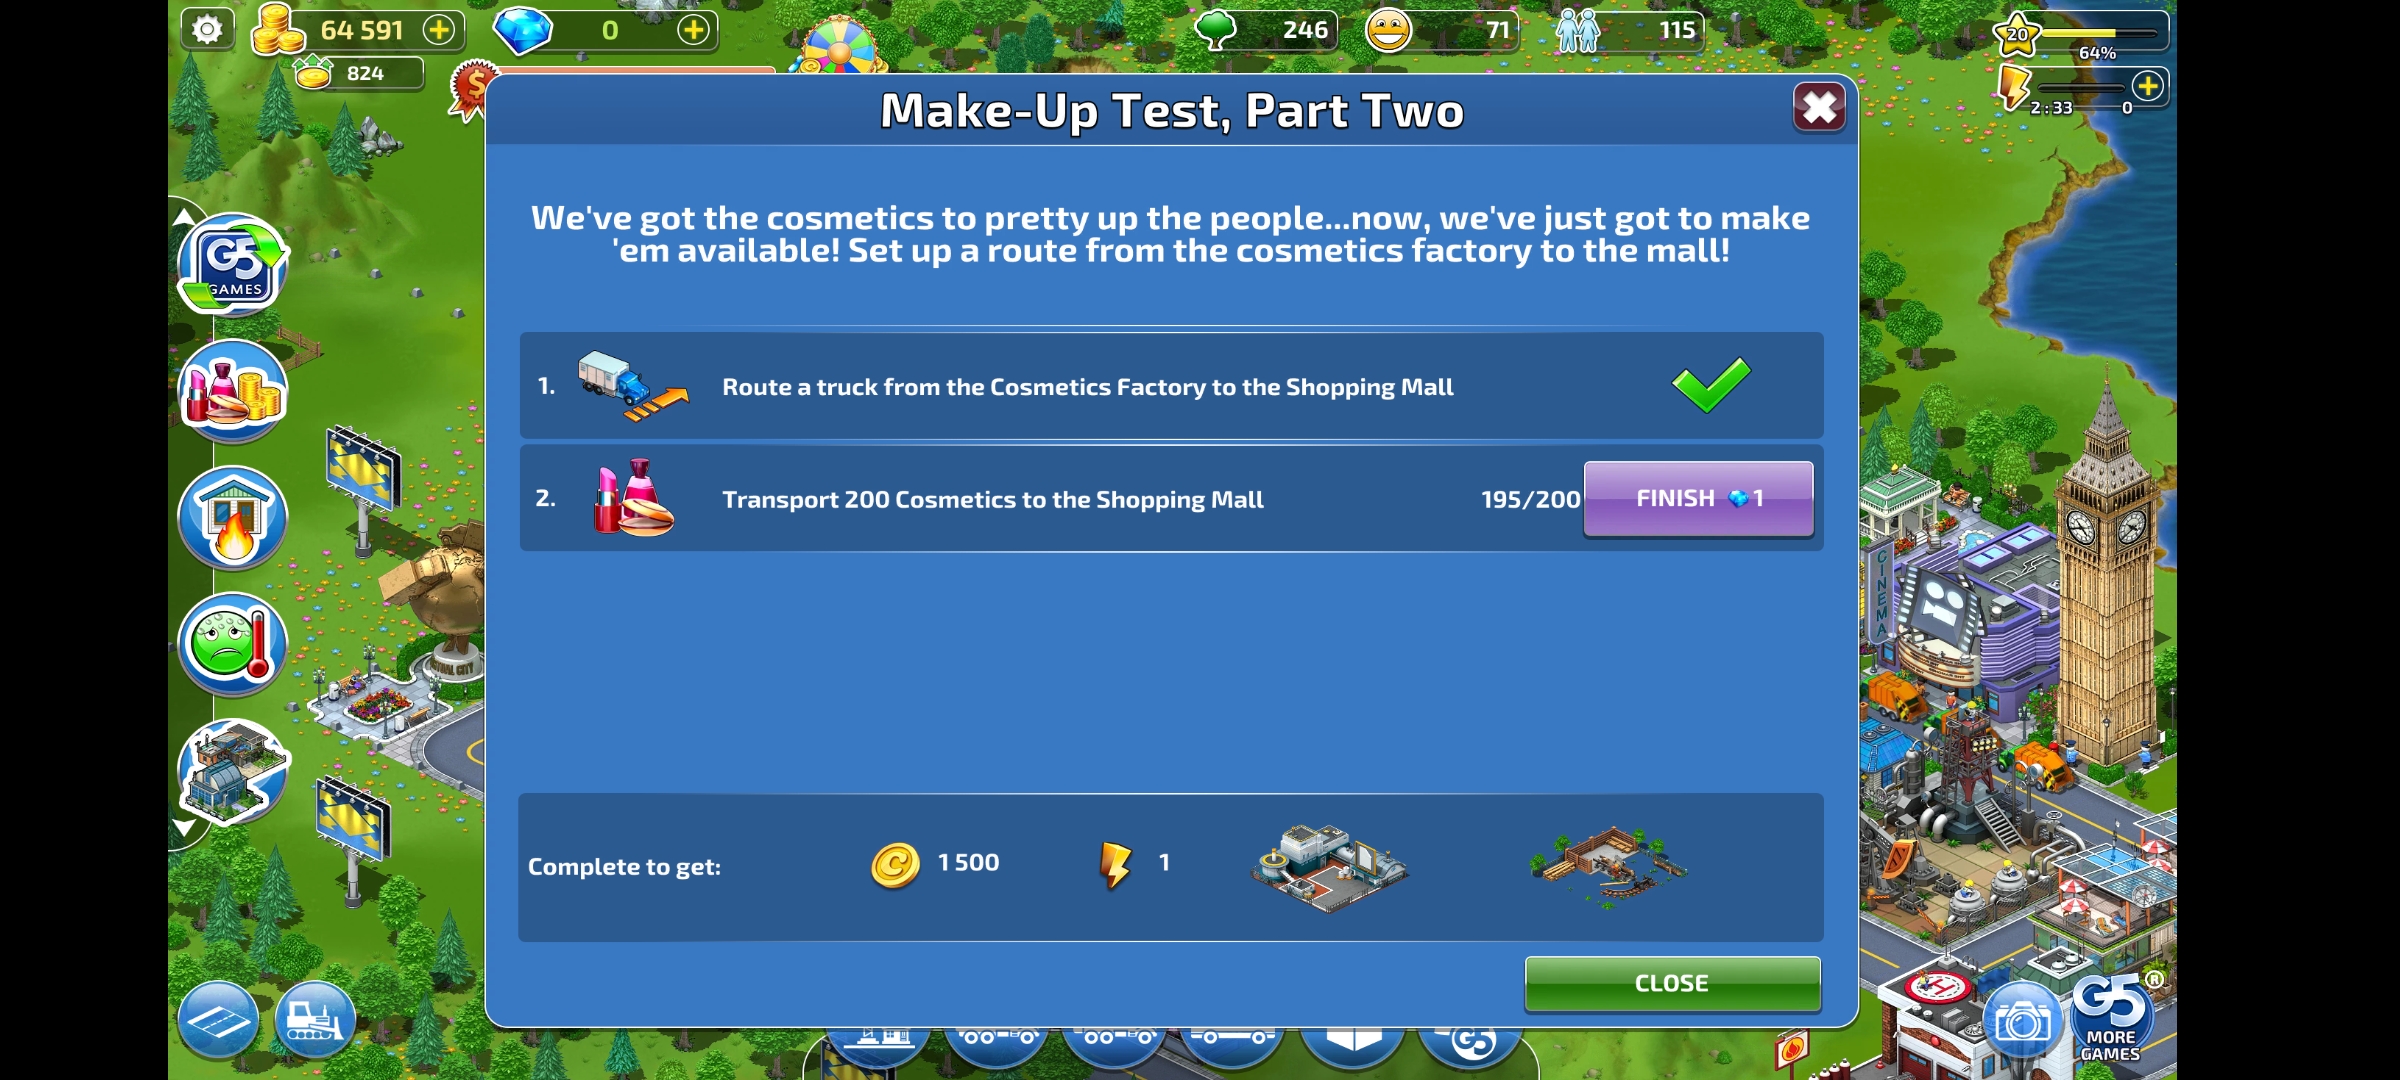 64 591
0
246
71
115
20
64%
824
2:33
0
Make-Up Test, Part Two
We've got the cosmetics to pretty up the people...now, we've just got to make
'em available! Set up a route from the cosmetics factory to the mall!
G5
GAMES
1.
Route a truck from the Cosmetics Factory to the Shopping Mall
2.
Transport 200 Cosmetics to the Shopping Mall
195/200
FINISH 1
CINEMA
Complete to get:
1 500
1
CLOSE
H
G5
G5 ®
MORE
GAMES